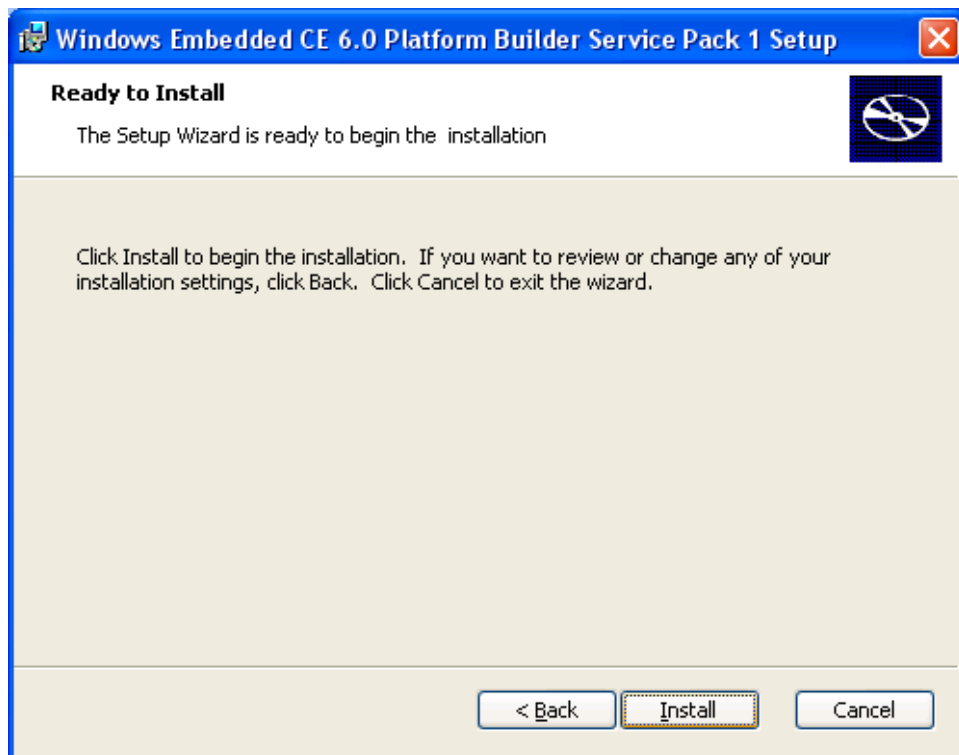 Windows Embedded CE 6.0 Platform Builder Service Pack 1 Setup
Ready to Install
The Setup Wizard is ready to begin the  installation
Click Install to begin the installation.  If you want to review or change any of your
installation settings, click Back.  Click Cancel to exit the wizard.
< Back Install Cancel